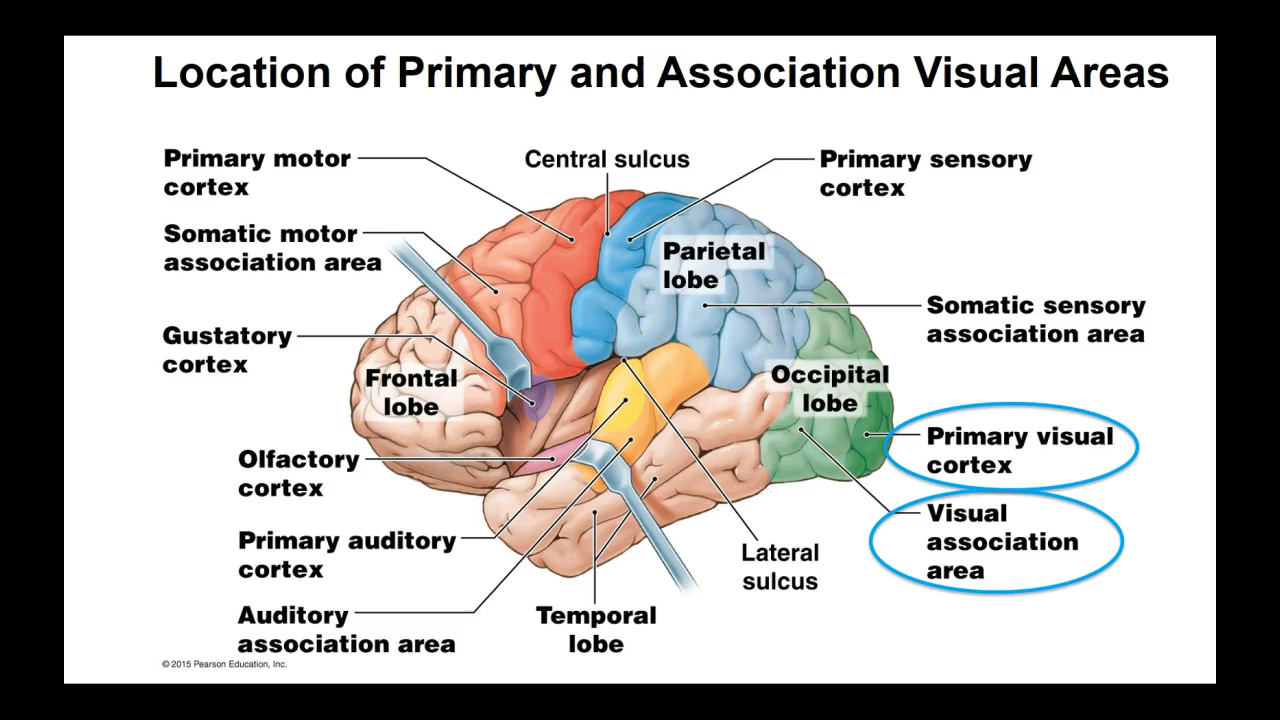 Location of Primary and Association Visual Areas
Primary motor
cortex
Central sulcus
Primary sensory
cortex
Somatic motor
association area
Parietal
lobe
Somatic sensory
association area
Gustatory
cortex
Frontal
lobe
Occipital
lobe
Primary visual
cortex
Olfactory
cortex
Visual
association
area
Primary auditory
cortex
Lateral
sulcus
Auditory
association area
Temporal
lobe
© 2015 Pearson Education, Inc.